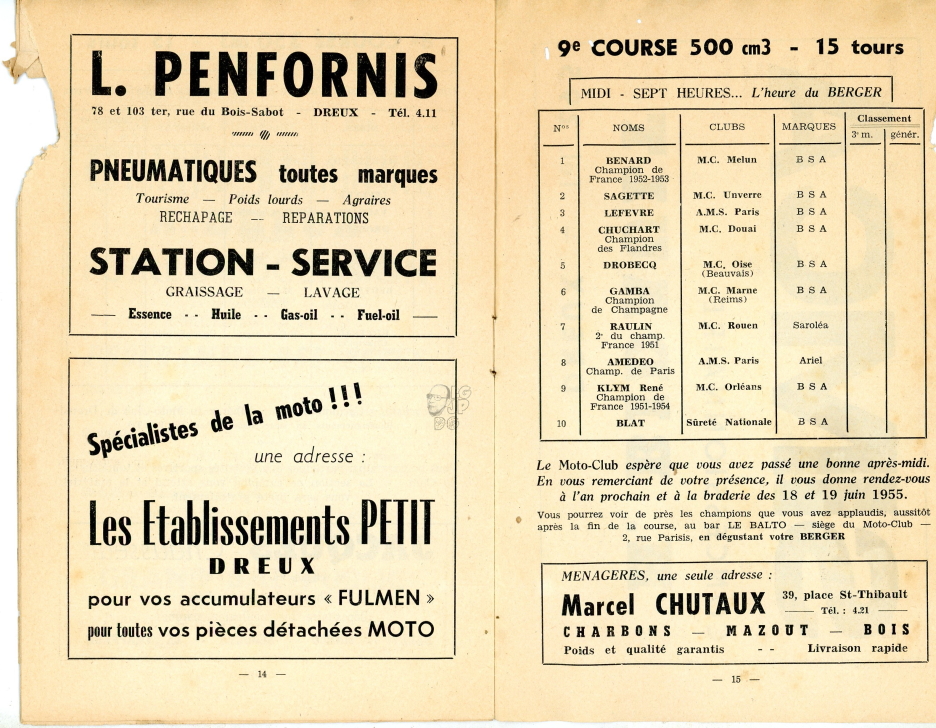 L. PENFORNIS
78 et 103 ter, rue du Bois-Sabot - DREUX - Tél. 4.11
PNEUMATIQUES toutes marques
Tourisme — Poids lourds — Agraires
RECHAPAGE -- REPARATIONS
STATION - SERVICE
GRAISSAGE — LAVAGE
— Essence - - Huile - - Gas-oil - - Fuel-oil —
Spécialistes de la moto !!!
une adresse :
Les Etablissements PETIT
DREUX
pour vos accumulateurs « FULMEN »
pour toutes vos pièces détachées MOTO
— 14 —
9e COURSE 500 cm3 - 15 tours
MIDI - SEPT HEURES... L'heure du BERGER
Nos NOMS CLUBS MARQUES Classement
3e m. génér.
1 BENARD M.C. Melun B S A
Champion de
France 1952-1953
2 SAGETTE M.C. Unverre B S A
3 LEFEVRE A.M.S. Paris B S A
4 CHUCHART M.C. Douai B S A
Champion
des Flandres
5 DROBECQ M.C. Oise B S A
(Beauvais)
6 GAMBA M.C. Marne B S A
Champion (Reims)
de Champagne
7 RAULIN M.C. Rouen Saroléa
2e du champ.
France 1951
8 AMEDEO A.M.S. Paris Ariel
Champ. de Paris
9 KLYM René M.C. Orléans B S A
Champion de
France 1951-1954
10 BLAT Sûreté Nationale B S A
Le Moto-Club espère que vous avez passé une bonne après-midi.
En vous remerciant de votre présence, il vous donne rendez-vous
à l'an prochain et à la braderie des 18 et 19 juin 1955.
Vous pourrez voir de près les champions que vous avez applaudis, aussitôt
après la fin de la course, au bar LE BALTO — siège du Moto-Club —
2, rue Parisis, en dégustant votre BERGER
MENAGERES, une seule adresse :
Marcel CHUTAUX 39, place St-Thibault
— Tél. : 4.21 —
CHARBONS — MAZOUT — BOIS
Poids et qualité garantis - - Livraison rapide
— 15 —